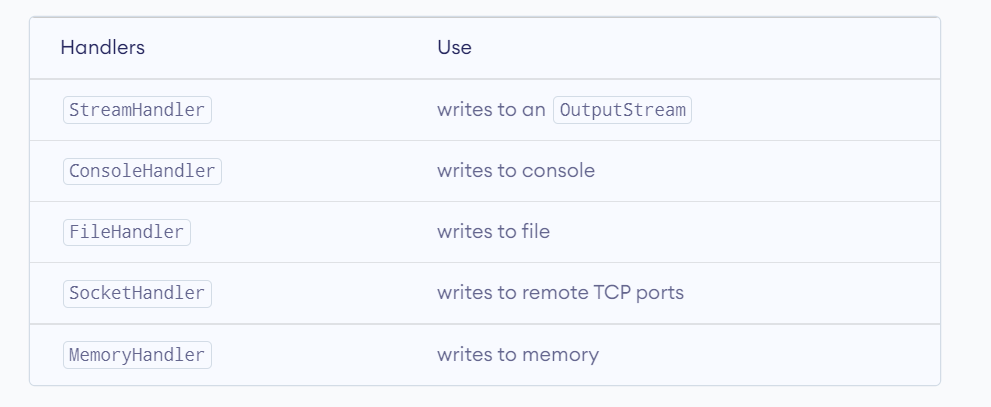 Handlers Use
StreamHandler writes to an OutputStream
ConsoleHandler writes to console
FileHandler writes to file
SocketHandler writes to remote TCP ports
MemoryHandler writes to memory